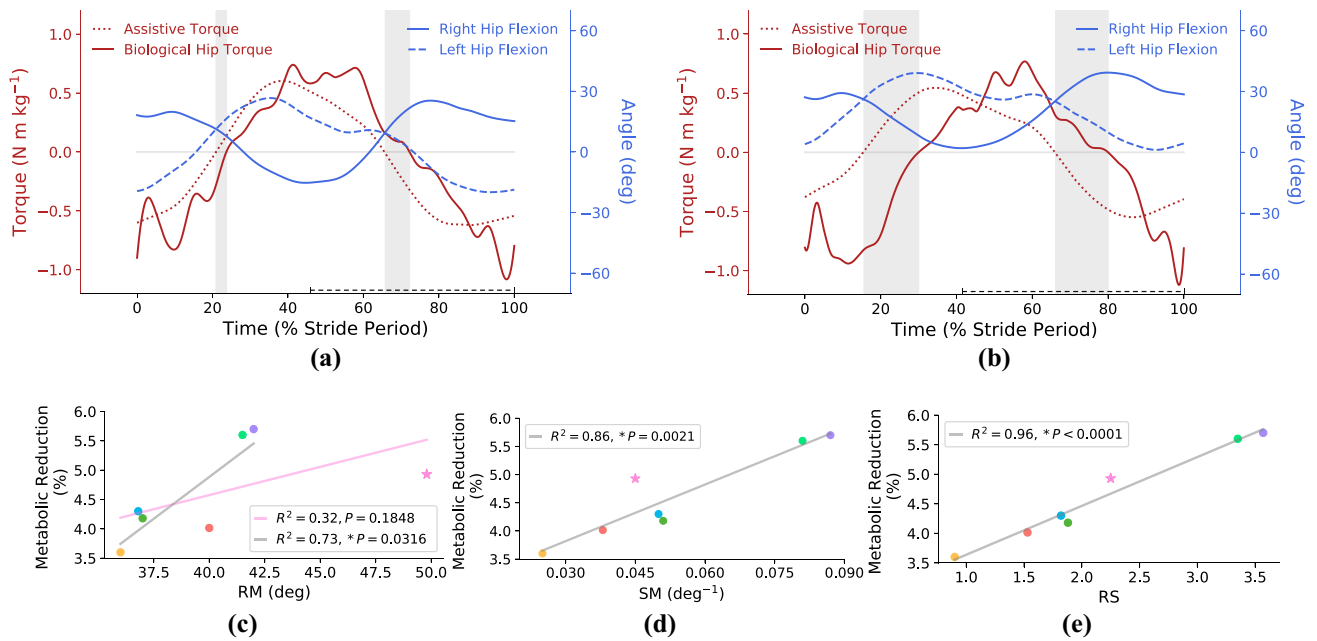 Assistive Torque
Biological Hip Torque
Right Hip Flexion
Left Hip Flexion
1.0
0.5
0.0
−0.5
−1.0
Torque (N m kg⁻¹)
60
30
0
−30
−60
Angle (deg)
0 20 40 60 80 100
Time (% Stride Period)
(a)
Assistive Torque
Biological Hip Torque
Right Hip Flexion
Left Hip Flexion
1.0
0.5
0.0
−0.5
−1.0
Torque (N m kg⁻¹)
60
30
0
−30
−60
Angle (deg)
0 20 40 60 80 100
Time (% Stride Period)
(b)
Metabolic Reduction
(%)
6.0
5.5
5.0
4.5
4.0
3.5
R² = 0.32, P = 0.1848
R² = 0.73, *P = 0.0316
37.5 40.0 42.5 45.0 47.5 50.0
RM (deg)
(c)
Metabolic Reduction
(%)
6.0
5.5
5.0
4.5
4.0
3.5
R² = 0.86, *P = 0.0021
0.030 0.045 0.060 0.075 0.090
SM (deg⁻¹)
(d)
Metabolic Reduction
(%)
6.0
5.5
5.0
4.5
4.0
3.5
R² = 0.96, *P < 0.0001
1.0 1.5 2.0 2.5 3.0 3.5
RS
(e)